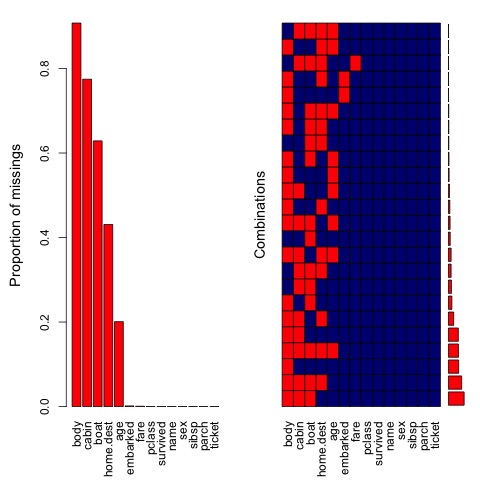 Proportion of missings
0.0
0.2
0.4
0.6
0.8
body
cabin
boat
home.dest
age
embarked
fare
pclass
survived
name
sex
sibsp
parch
ticket
Combinations
body
cabin
boat
home.dest
age
embarked
fare
pclass
survived
name
sex
sibsp
parch
ticket